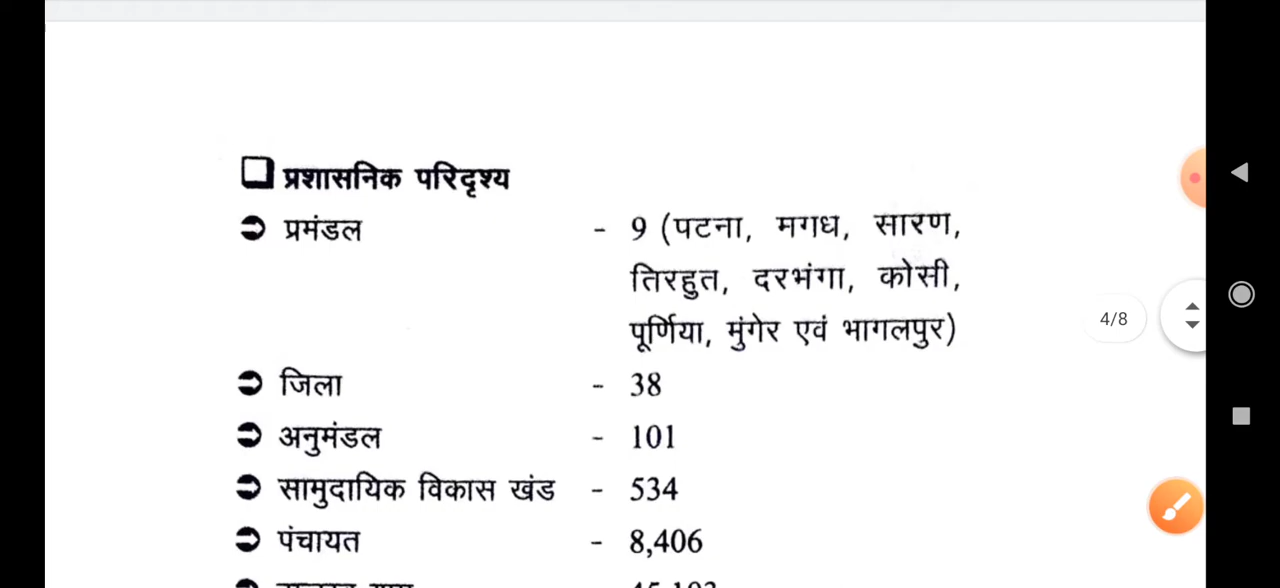 ❑ प्रशासनिक परिदृश्य
➲ प्रमंडल - 9 (पटना, मगध, सारण,
तिरहुत, दरभंगा, कोसी,
पूर्णिया, मुंगेर एवं भागलपुर)
4/8
➲ जिला - 38
➲ अनुमंडल - 101
➲ सामुदायिक विकास खंड - 534
➲ पंचायत - 8,406